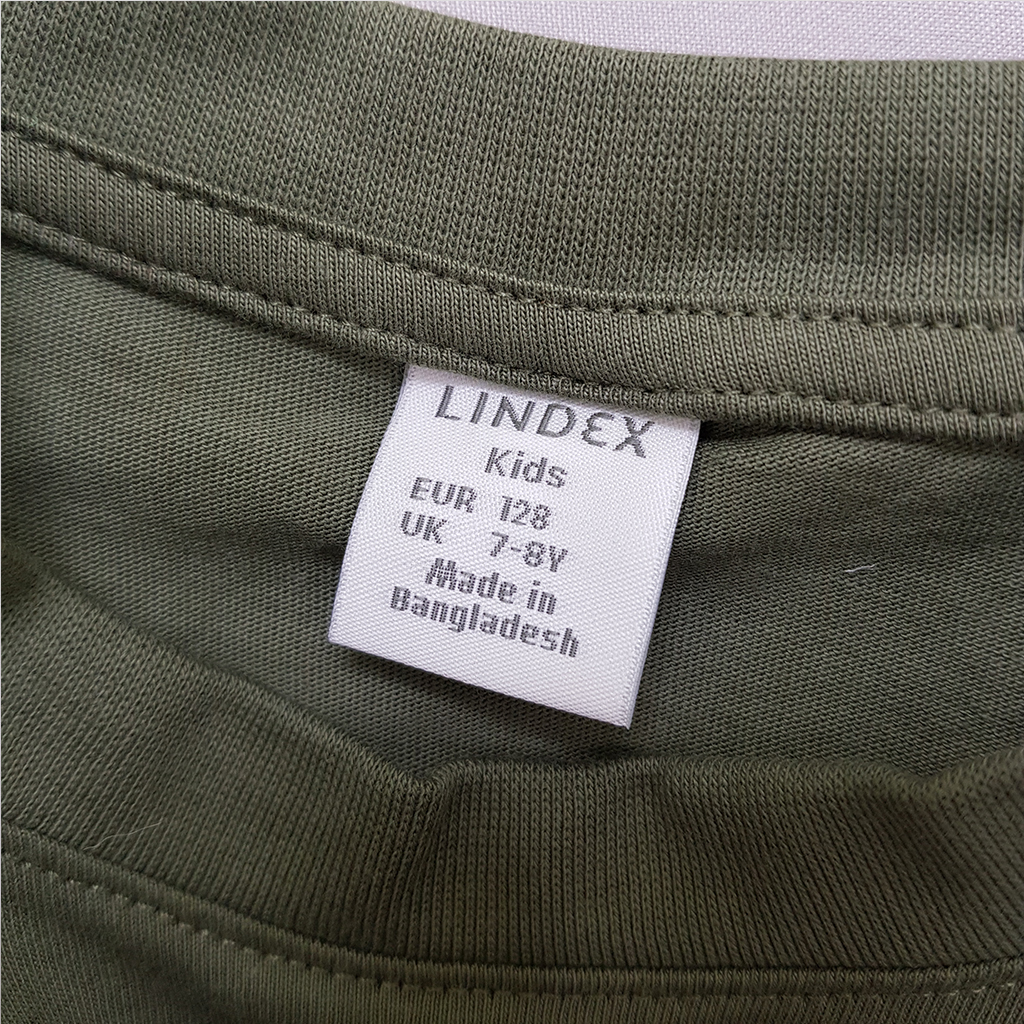 LINDEX
Kids
EUR 128
UK 7-8Y
Made in
Bangladesh